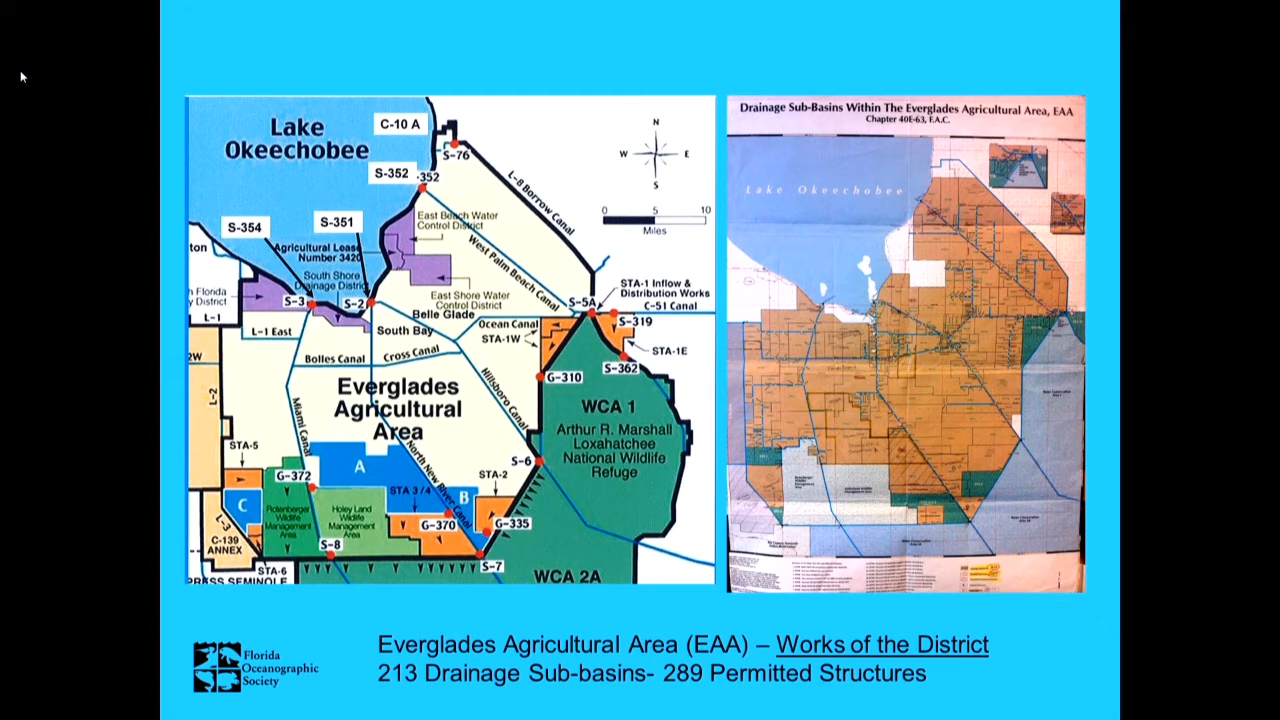 Lake
Okeechobee
C-10 A
S-76
S-352
-352
L-8 Borrow Canal
N
W
E
S
0
5
10
Miles
S-354
S-351
ton
Agricultural Lease
Number 3420
East Beach Water
Control District
West Palm Beach Canal
South Shore
Drainage District
h Florida
y District
S-3
S-2
East Shore Water
Control District
Belle Glade
STA-1 Inflow &
Distribution Works
S-5A
C-51 Canal
L-1
L-1 East
South Bay
Ocean Canal
STA-1W
S-319
STA-1E
S-362
Bolles Canal
Cross Canal
2W
L-2
Everglades
Agricultural
Area
Miami Canal
Hillsboro Canal
G-310
WCA 1
Arthur R. Marshall
Loxahatchee
National Wildlife
Refuge
STA-5
A
North New River Canal
S-6
G-372
STA-2
STA 3/4
B
C
Rotenberger
Wildlife
Management
Area
Holey Land
Wildlife
Management
Area
G-370
G-335
L-3
C-139
ANNEX
S-8
S-7
STA-6
WCA 2A
PRESS SEMINOLE
Drainage Sub-Basins Within The Everglades Agricultural Area, EAA
Chapter 40E-63, F.A.C.
Lake Okeechobee
Florida
Oceanographic
Society
Everglades Agricultural Area (EAA) – Works of the District
213 Drainage Sub-basins- 289 Permitted Structures